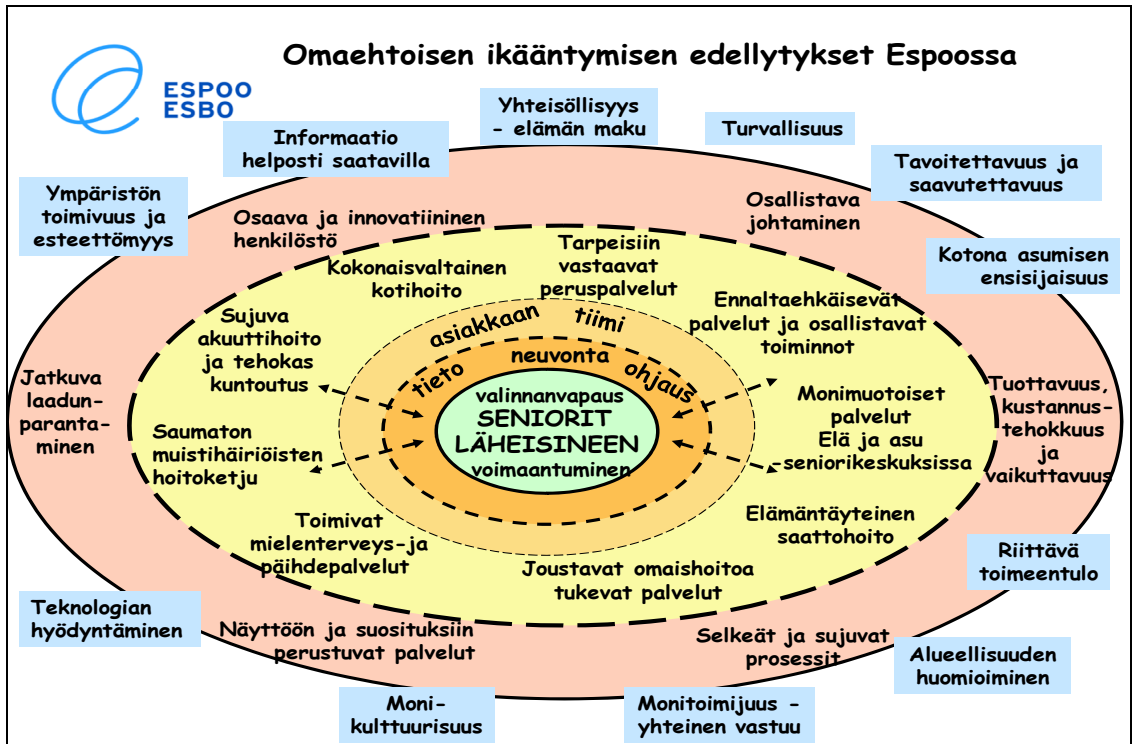 Omaehtoisen ikääntymisen edellytykset Espoossa
ESPOO
ESBO
Yhteisöllisyys
- elämän maku
Turvallisuus
Informaatio
helposti saatavilla
Tavoitettavuus ja
saavutettavuus
Ympäristön
toimivuus ja
esteettömyys
Kotona asumisen
ensisijaisuus
Osaava ja innovatiininen
henkilöstö
Osallistava
johtaminen
Kokonaisvaltainen
kotihoito
Tarpeisiin
vastaavat
peruspalvelut
Ennaltaehkäisevät
palvelut ja osallistavat
toiminnot
Sujuva
akuuttihoito
ja tehokas
kuntoutus
asiakkaan tiimi
tieto neuvonta ohjaus
valinnanvapaus
SENIORIT
LÄHEISINEEN
voimaantuminen
Jatkuva
laadun-
paranta-
minen
Monimuotoiset
palvelut
Elä ja asu
-seniorikeskuksissa
Tuottavuus,
kustannus-
tehokkuus
ja
vaikuttavuus
Saumaton
muistihäiriöisten
hoitoketju
Elämäntäyteinen
saattohoito
Toimivat
mielenterveys-ja
päihdepalvelut
Joustavat omaishoitoa
tukevat palvelut
Riittävä
toimeentulo
Teknologian
hyödyntäminen
Näyttöön ja suosituksiin
perustuvat palvelut
Selkeät ja sujuvat
prosessit
Alueellisuuden
huomioiminen
Moni-
kulttuurisuus
Monitoimijuus -
yhteinen vastuu